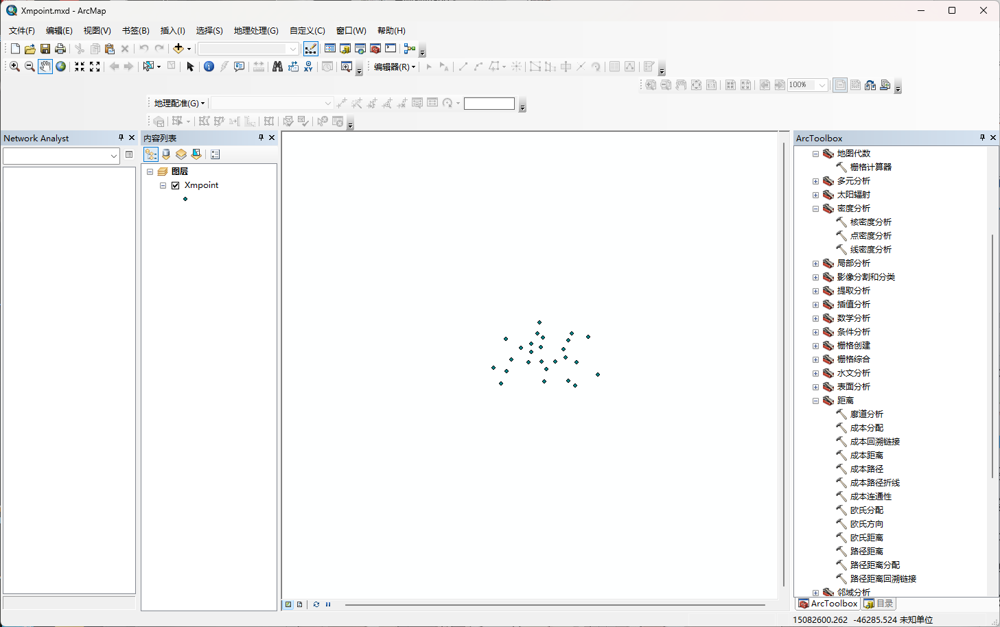 Xmpoint.mxd - ArcMap
文件(F) 编辑(E) 视图(V) 书签(B) 插入(I) 选择(S) 地理处理(G) 自定义(C) 窗口(W) 帮助(H)
编辑器(R)
100%
地理配准(G)
Network Analyst
内容列表
图层
Xmpoint
ArcToolbox
地图代数
栅格计算器
多元分析
太阳辐射
密度分析
核密度分析
点密度分析
线密度分析
局部分析
影像分割和分类
提取分析
插值分析
数学分析
条件分析
栅格创建
栅格综合
水文分析
表面分析
距离
廊道分析
成本分配
成本回溯链接
成本距离
成本路径
成本路径折线
成本连通性
欧氏分配
欧氏方向
欧氏距离
路径距离
路径距离分配
路径距离回溯链接
邻域分析
ArcToolbox 目录
15082600.262 -46285.524 未知单位